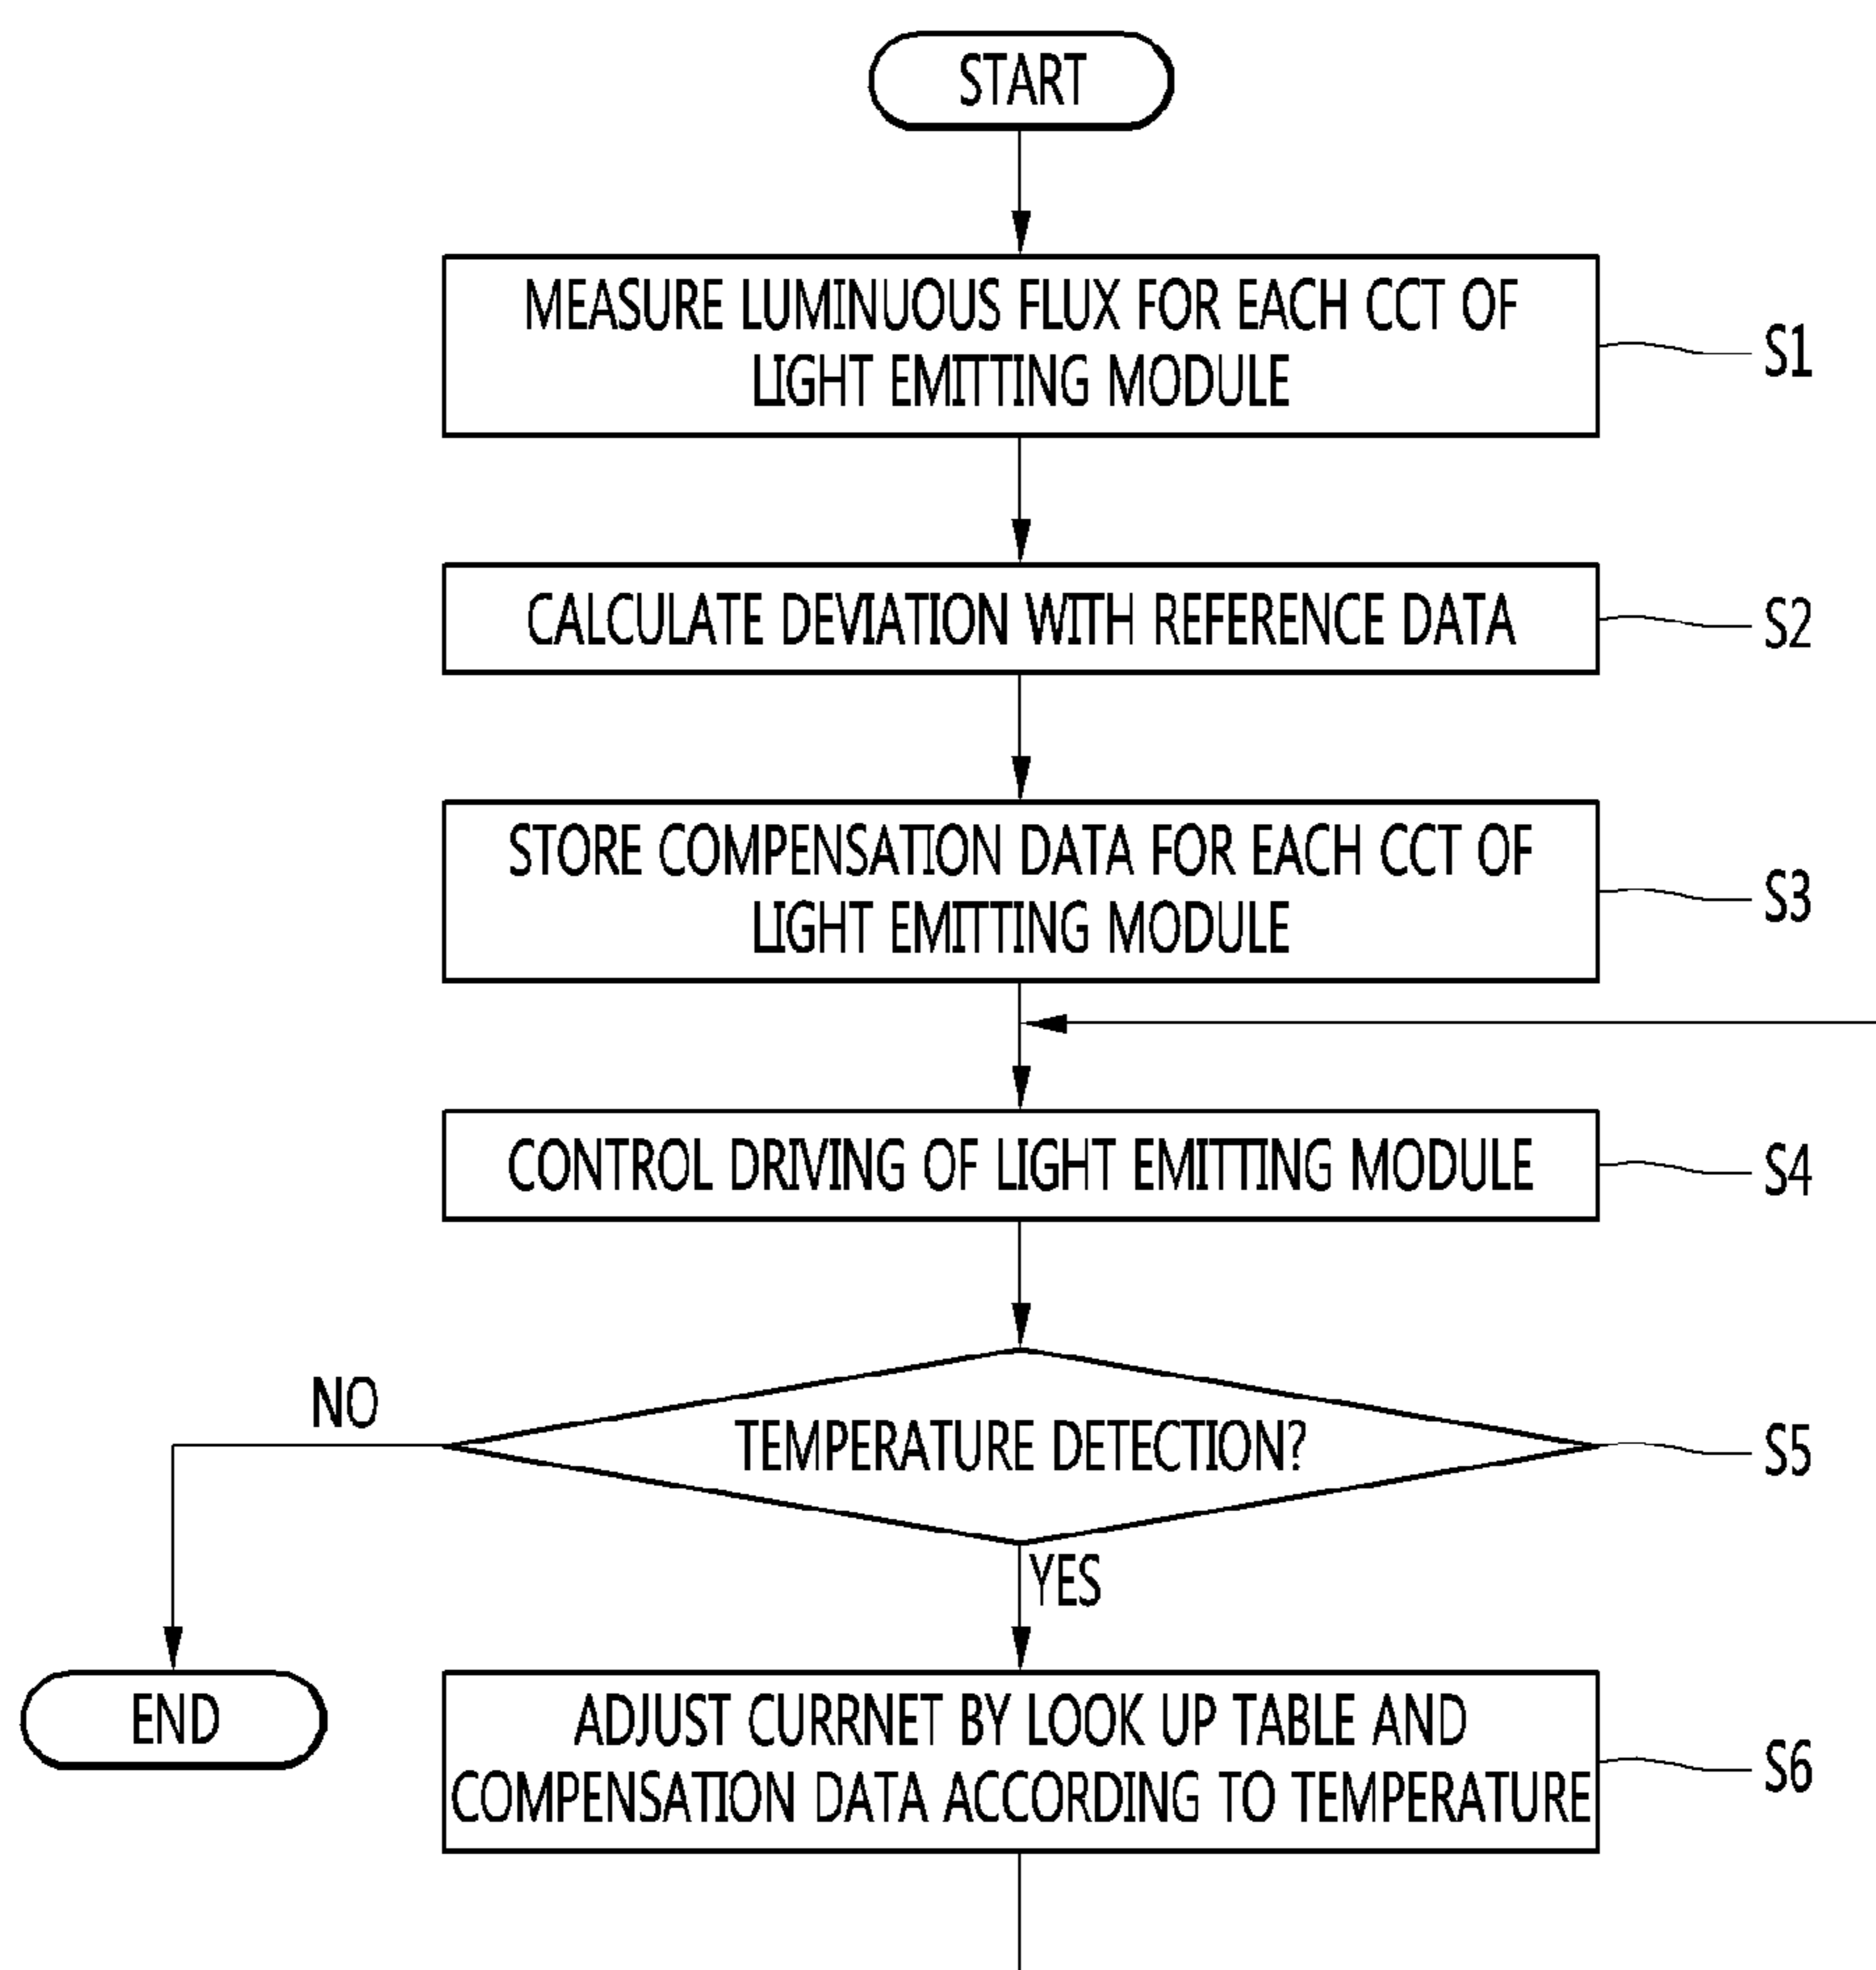 START
MEASURE LUMINUOUS FLUX FOR EACH CCT OF
LIGHT EMITTING MODULE
S1
CALCULATE DEVIATION WITH REFERENCE DATA
S2
STORE COMPENSATION DATA FOR EACH CCT OF
LIGHT EMITTING MODULE
S3
CONTROL DRIVING OF LIGHT EMITTING MODULE
S4
NO
TEMPERATURE DETECTION?
S5
YES
END
ADJUST CURRNET BY LOOK UP TABLE AND
COMPENSATION DATA ACCORDING TO TEMPERATURE
S6